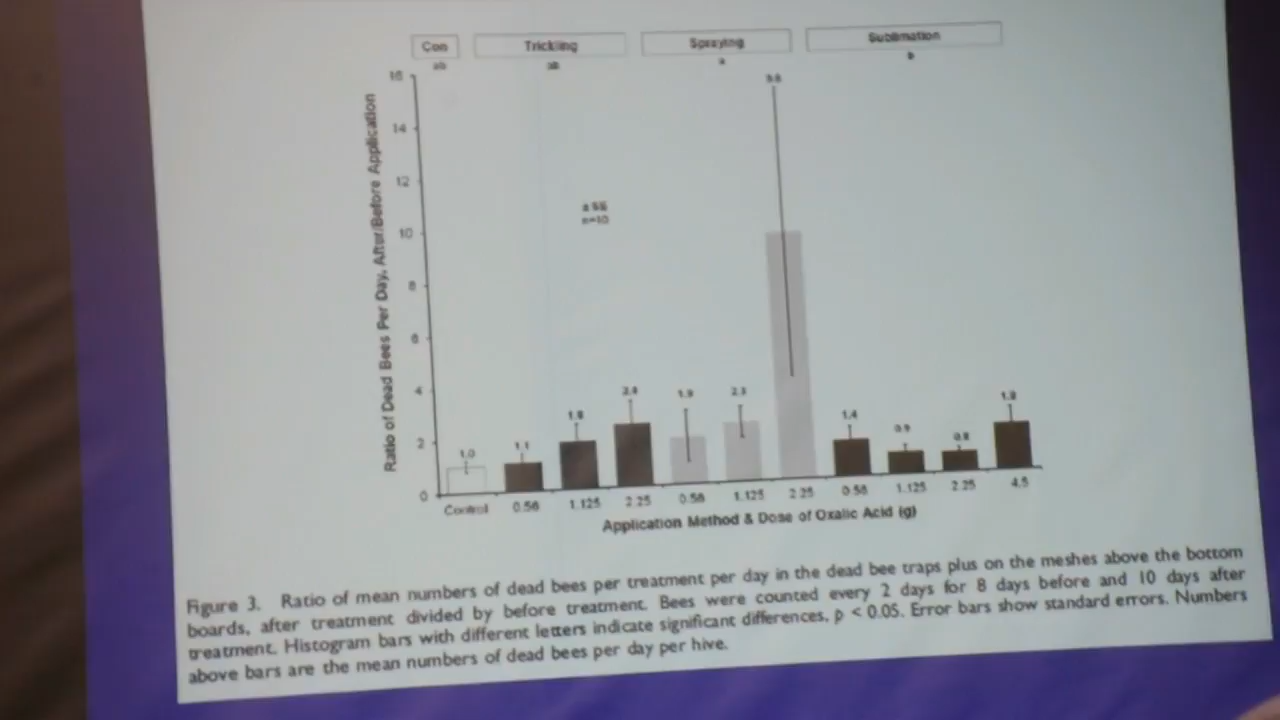 Con Trickling Spraying Sublimation
ab ab a b
Ratio of Dead Bees Per Day, After/Before Application
16
14
12
10
8
6
4
2
0
n=10
1.0 1.1 1.8 1.9 1.4 0.9 0.8
Control 0.56 1.125 2.25 0.56 1.125 2.25 0.56 1.125 2.25 4.5
Application Method & Dose of Oxalic Acid (g)
Figure 3. Ratio of mean numbers of dead bees per treatment per day in the dead bee traps plus on the meshes above the bottom
boards, after treatment divided by before treatment. Bees were counted every 2 days for 8 days before and 10 days after
treatment. Histogram bars with different letters indicate significant differences, p < 0.05. Error bars show standard errors. Numbers
above bars are the mean numbers of dead bees per day per hive.